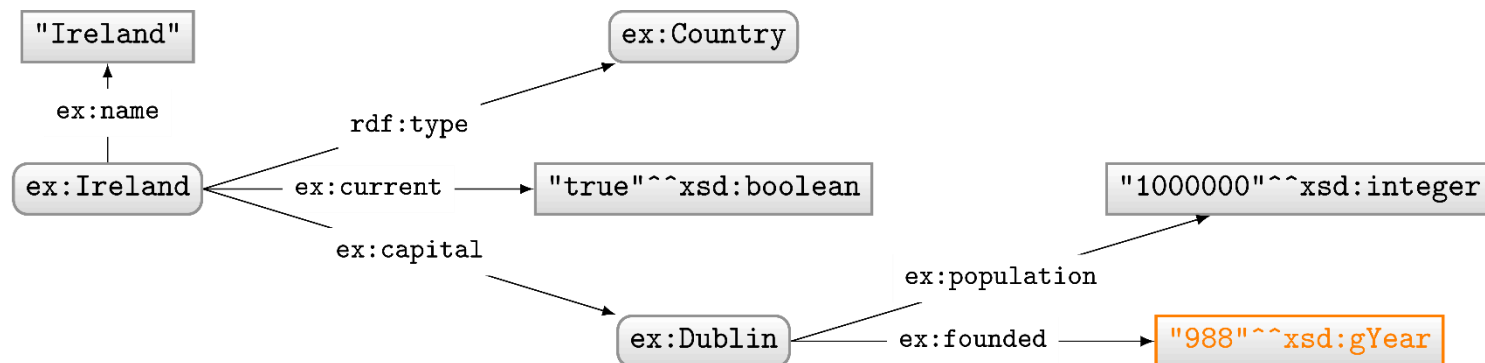 "Ireland"
ex:Country
ex:name
rdf:type
ex:Ireland
ex:current
"true"^^xsd:boolean
"1000000"^^xsd:integer
ex:capital
ex:population
ex:Dublin
ex:founded
"988"^^xsd:gYear